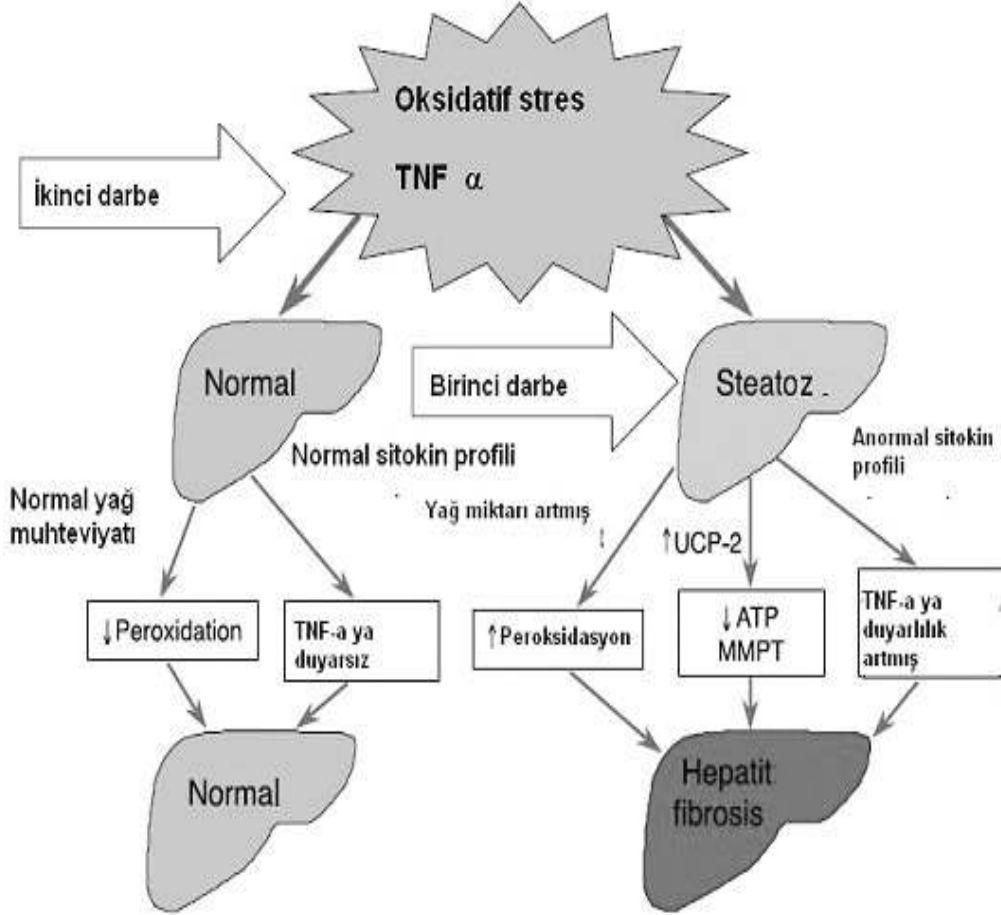 Oksidatif stres
TNF α
İkinci darbe
Normal
Birinci darbe
Steatoz
Normal sitokin profili
Anormal sitokin
profili
Normal yağ
muhteviyatı
Yağ miktarı artmış
↑UCP-2
↓Peroxidation
TNF-a ya
duyarsız
↑Peroksidasyon
↓ATP
MMPT
TNF-a ya
duyarlılık
artmış
Normal
Hepatit
fibrosis